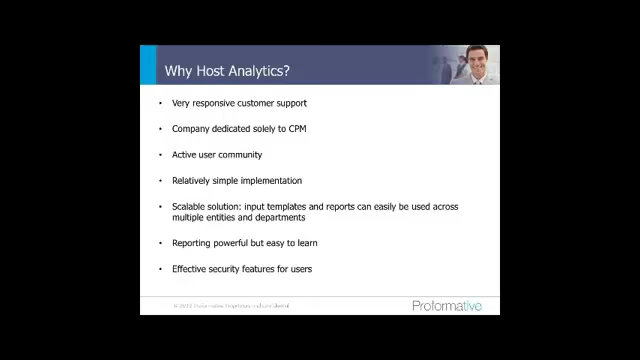 Why Host Analytics?
• Very responsive customer support
• Company dedicated solely to CPM
• Active user community
• Relatively simple implementation
• Scalable solution: input templates and reports can easily be used across
multiple entities and departments
• Reporting powerful but easy to learn
• Effective security features for users
Proformative